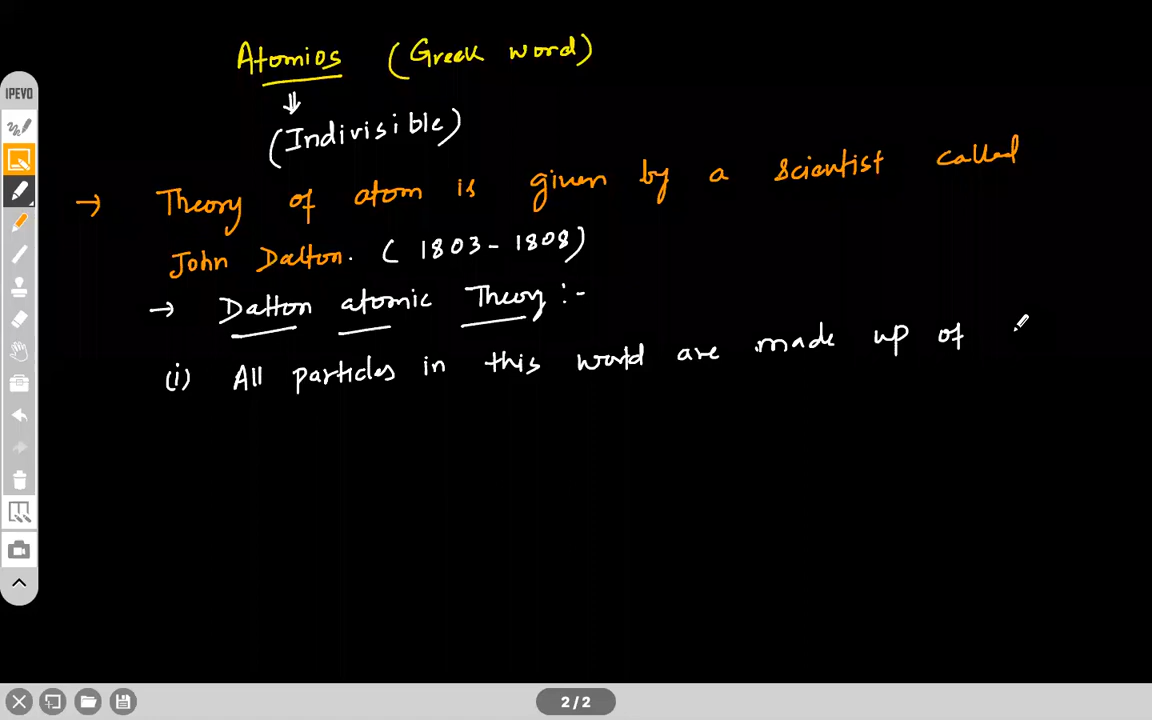 Atomios (Greek word)
IPEVO
(Indivisible)
→ Theory of atom is given by a scientist called
John Dalton. (1803-1808)
→ Dalton atomic Theory :-
(i) All particles in this world are made up of
2/2